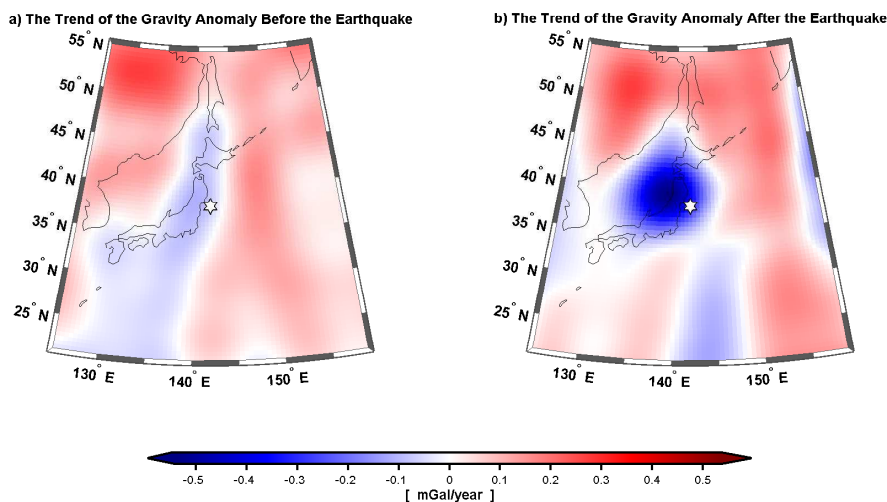 a) The Trend of the Gravity Anomaly Before the Earthquake
b) The Trend of the Gravity Anomaly After the Earthquake
55° N
50° N
45° N
40° N
35° N
30° N
25° N
130° E
140° E
150° E
55° N
50° N
45° N
40° N
35° N
30° N
25° N
130° E
140° E
150° E
-0.5 -0.4 -0.3 -0.2 -0.1 0 0.1 0.2 0.3 0.4 0.5
[ mGal/year ]